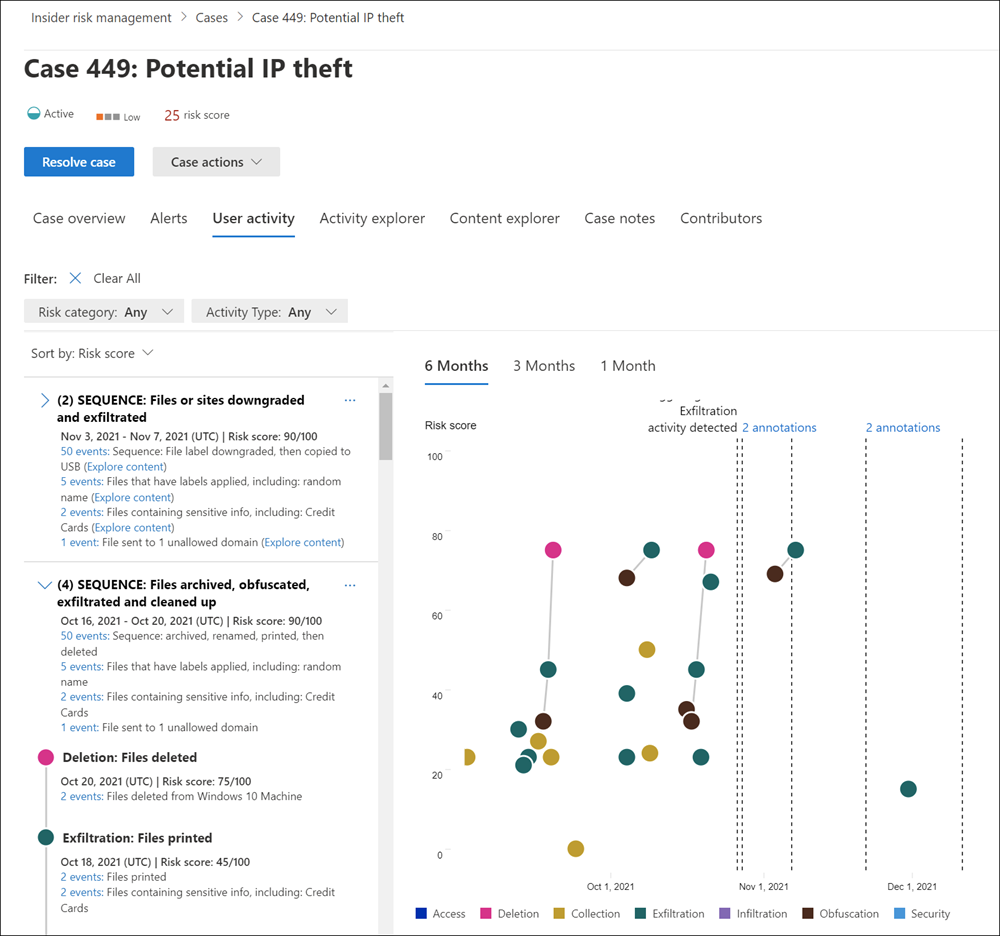 Insider risk management > Cases > Case 449: Potential IP theft
Case 449: Potential IP theft
Active Low 25 risk score
Resolve case Case actions
Case overview Alerts User activity Activity explorer Content explorer Case notes Contributors
Filter: Clear All
Risk category: Any Activity Type: Any
Sort by: Risk score
(2) SEQUENCE: Files or sites downgraded
and exfiltrated
Nov 3, 2021 - Nov 7, 2021 (UTC) | Risk score: 90/100
50 events: Sequence: File label downgraded, then copied to
USB (Explore content)
5 events: Files that have labels applied, including: random
name (Explore content)
2 events: Files containing sensitive info, including: Credit
Cards (Explore content)
1 event: File sent to 1 unallowed domain (Explore content)
(4) SEQUENCE: Files archived, obfuscated,
exfiltrated and cleaned up
Oct 16, 2021 - Oct 20, 2021 (UTC) | Risk score: 90/100
50 events: Sequence: archived, renamed, printed, then
deleted
5 events: Files that have labels applied, including: random
name
2 events: Files containing sensitive info, including: Credit
Cards
1 event: File sent to 1 unallowed domain
Deletion: Files deleted
Oct 20, 2021 (UTC) | Risk score: 75/100
2 events: Files deleted from Windows 10 Machine
Exfiltration: Files printed
Oct 18, 2021 (UTC) | Risk score: 45/100
2 events: Files printed
2 events: Files containing sensitive info, including: Credit
Cards
6 Months 3 Months 1 Month
Exfiltration
Risk score
activity detected 2 annotations 2 annotations
100
80
60
40
20
0
Oct 1, 2021 Nov 1, 2021 Dec 1, 2021
Access Deletion Collection Exfiltration Infiltration Obfuscation Security